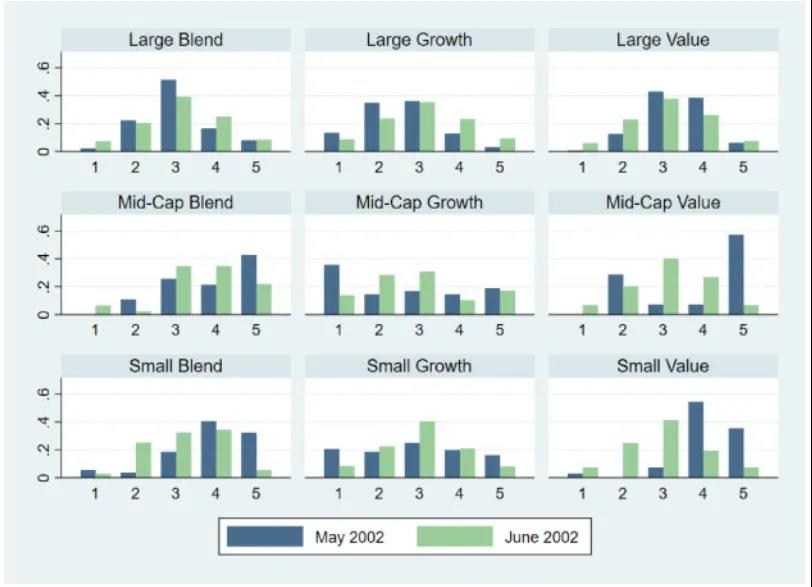 Large Blend Large Growth Large Value
.6
.4
.2
0
1 2 3 4 5 1 2 3 4 5 1 2 3 4 5
Mid-Cap Blend Mid-Cap Growth Mid-Cap Value
.6
.4
.2
0
1 2 3 4 5 1 2 3 4 5 1 2 3 4 5
Small Blend Small Growth Small Value
.6
.4
.2
0
1 2 3 4 5 1 2 3 4 5 1 2 3 4 5
May 2002 June 2002